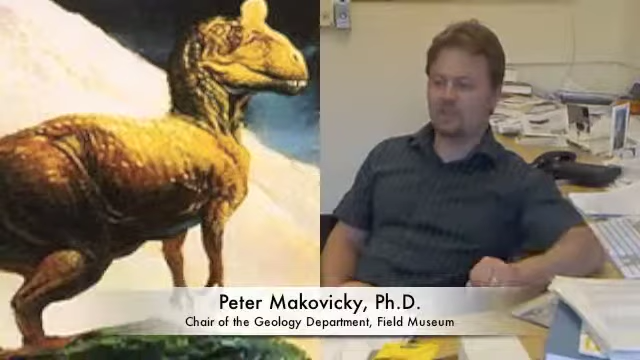 Peter Makovicky, Ph.D.
Chair of the Geology Department, Field Museum